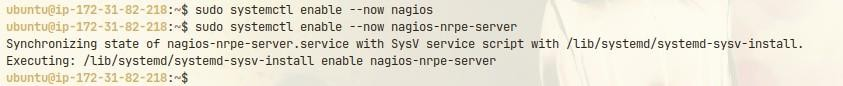 ubuntu@ip-172-31-82-218:~$ sudo systemctl enable --now nagios
ubuntu@ip-172-31-82-218:~$ sudo systemctl enable --now nagios-nrpe-server
Synchronizing state of nagios-nrpe-server.service with SysV service script with /lib/systemd/systemd-sysv-install.
Executing: /lib/systemd/systemd-sysv-install enable nagios-nrpe-server
ubuntu@ip-172-31-82-218:~$